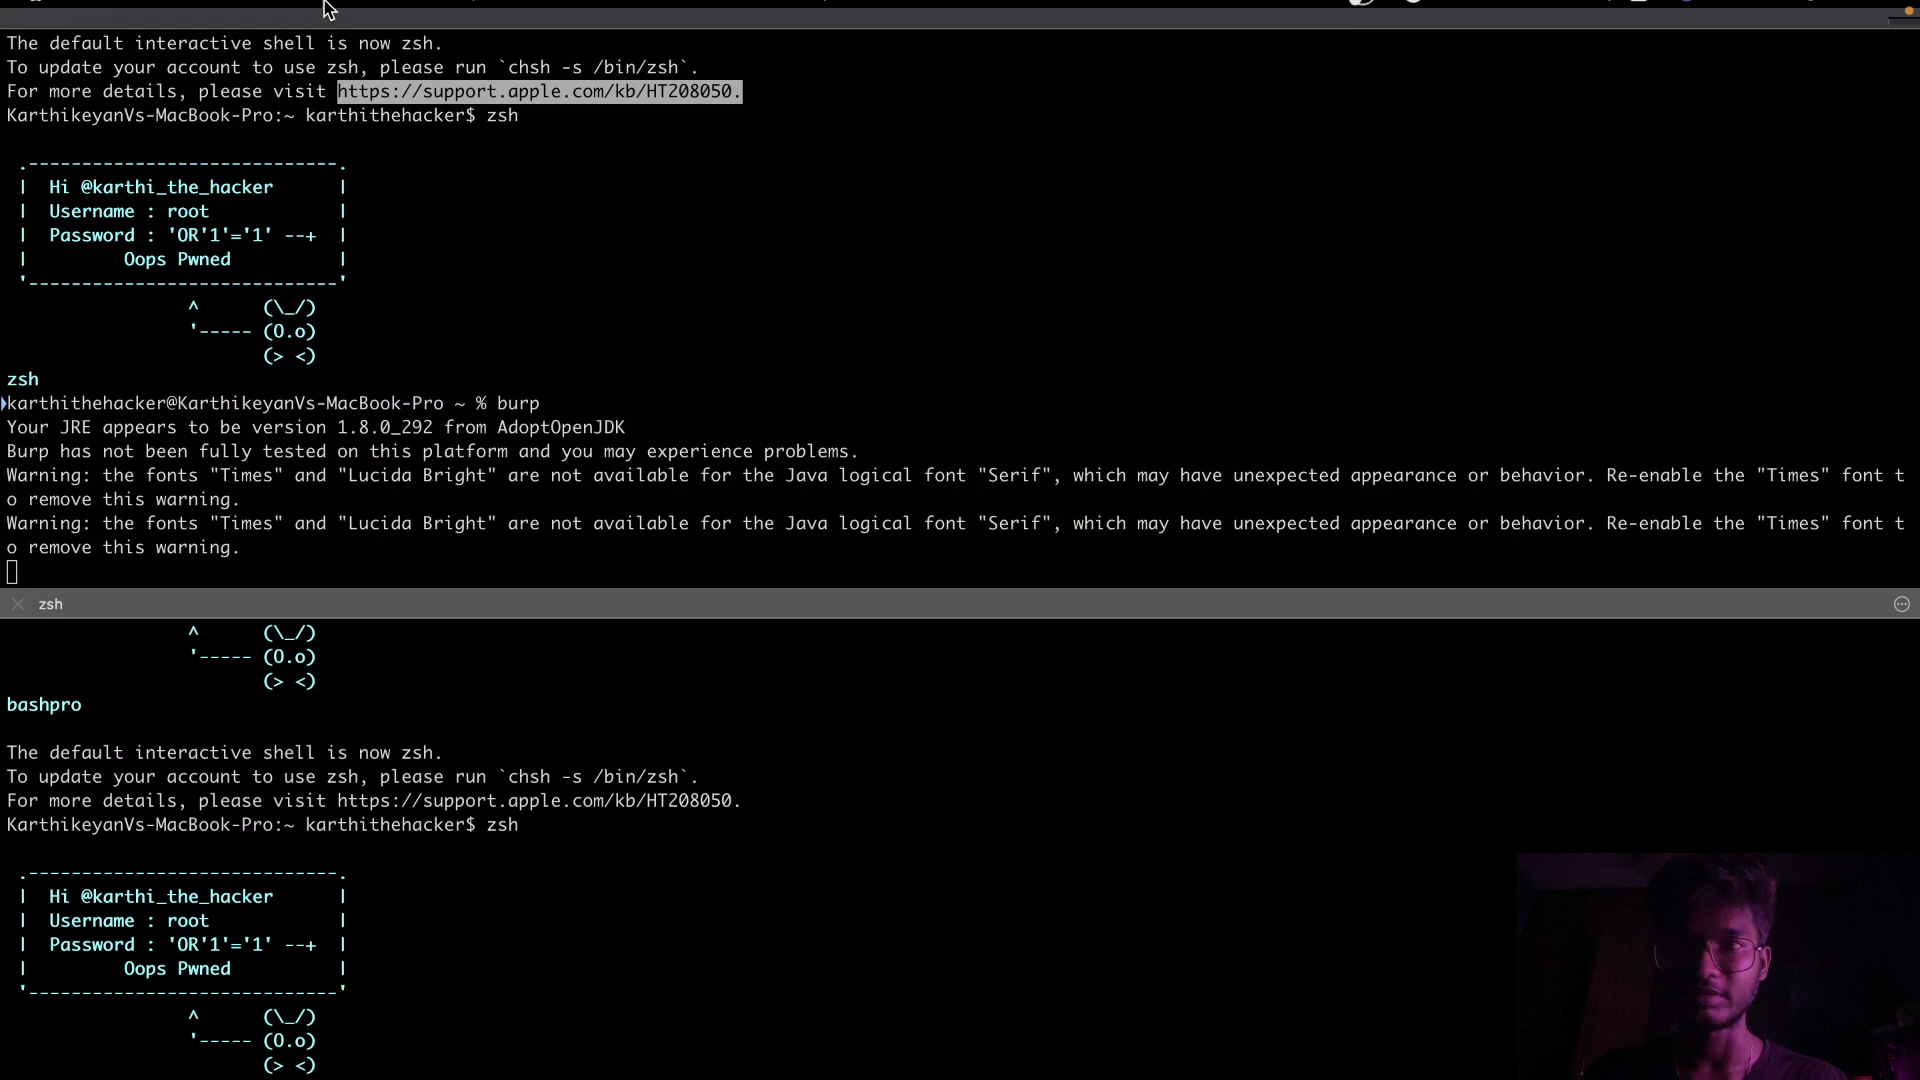 The default interactive shell is now zsh.
To update your account to use zsh, please run `chsh -s /bin/zsh`.
For more details, please visit https://support.apple.com/kb/HT208050.
KarthikeyanVs-MacBook-Pro:~ karthithehacker$ zsh
.-----------------------------.
|  Hi @karthi_the_hacker      |
|  Username : root            |
|  Password : 'OR'1'='1' --+  |
|         Oops Pwned          |
'-----------------------------'
^      (\_/)
'----- (O.o)
(> <)
zsh
karthithehacker@KarthikeyanVs-MacBook-Pro ~ % burp
Your JRE appears to be version 1.8.0_292 from AdoptOpenJDK
Burp has not been fully tested on this platform and you may experience problems.
Warning: the fonts "Times" and "Lucida Bright" are not available for the Java logical font "Serif", which may have unexpected appearance or behavior. Re-enable the "Times" font t
o remove this warning.
Warning: the fonts "Times" and "Lucida Bright" are not available for the Java logical font "Serif", which may have unexpected appearance or behavior. Re-enable the "Times" font t
o remove this warning.
zsh
^      (\_/)
'----- (O.o)
(> <)
bashpro
The default interactive shell is now zsh.
To update your account to use zsh, please run `chsh -s /bin/zsh`.
For more details, please visit https://support.apple.com/kb/HT208050.
KarthikeyanVs-MacBook-Pro:~ karthithehacker$ zsh
.-----------------------------.
|  Hi @karthi_the_hacker      |
|  Username : root            |
|  Password : 'OR'1'='1' --+  |
|         Oops Pwned          |
'-----------------------------'
^      (\_/)
'----- (O.o)
(> <)